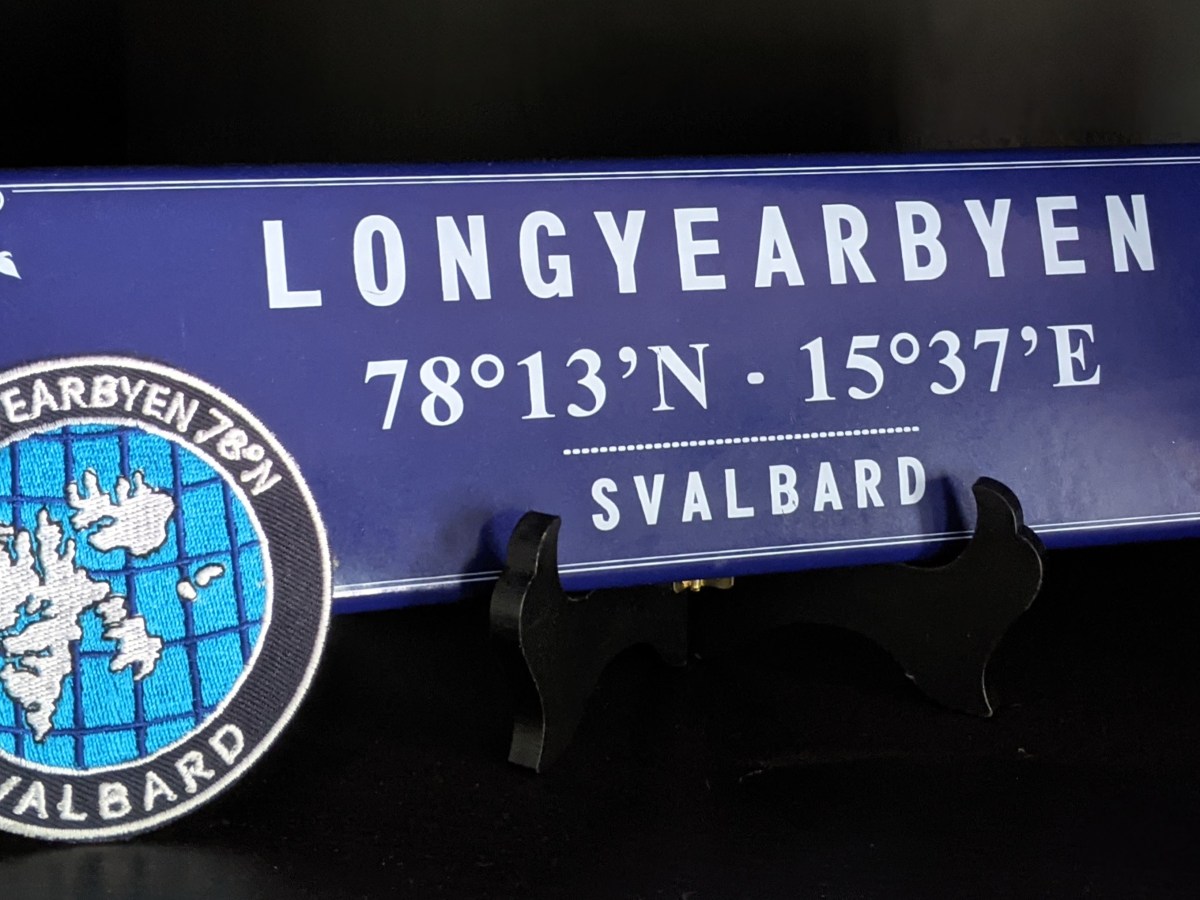 LONGYEARBYEN
78°13’N · 15°37’E
SVALBARD
EARBYEN 78°N
VALBARD